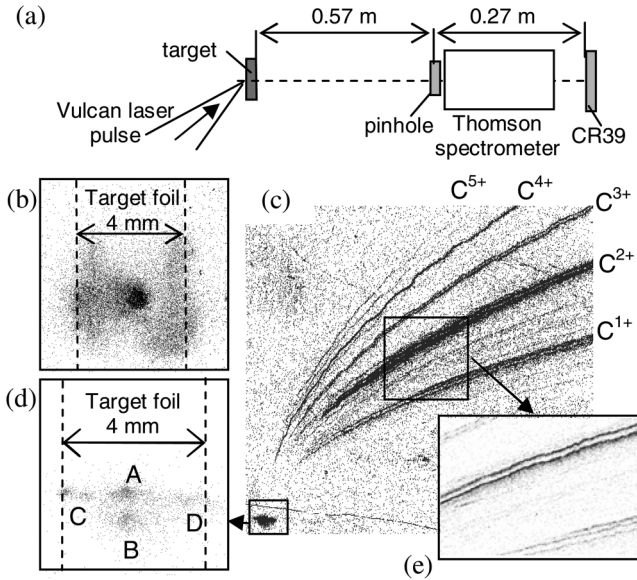 (a)
0.57 m
0.27 m
target
Vulcan laser
pulse
pinhole
Thomson
spectrometer
CR39
(b)
Target foil
4 mm
(c)
C5+
C4+
C3+
C2+
C1+
(d)
Target foil
4 mm
A
C
D
B
(e)